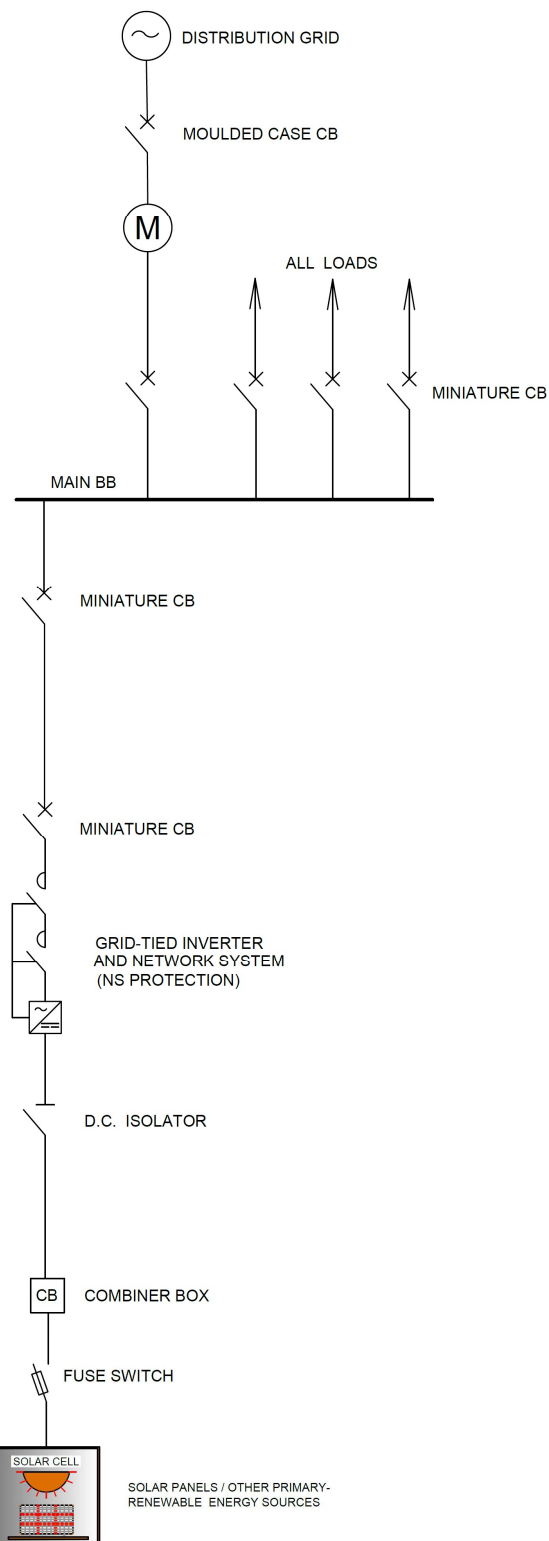 DISTRIBUTION GRID
MOULDED CASE CB
M
ALL LOADS
MINIATURE CB
MAIN BB
MINIATURE CB
MINIATURE CB
GRID-TIED INVERTER
AND NETWORK SYSTEM
(NS PROTECTION)
D.C. ISOLATOR
CB
COMBINER BOX
FUSE SWITCH
SOLAR CELL
SOLAR PANELS / OTHER PRIMARY-
RENEWABLE ENERGY SOURCES